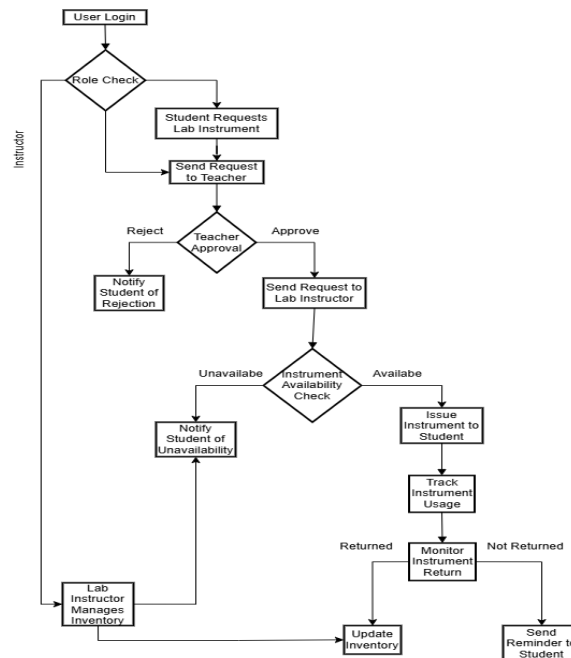 User Login
Role Check
Student Requests
Lab Instrument
Instructor
Send Request
to Teacher
Reject
Teacher
Approval
Approve
Notify
Student of
Rejection
Send Request to
Lab Instructor
Unavailabe
Instrument
Availability
Check
Availabe
Notify
Student of
Unavailability
Issue
Instrument to
Student
Track
Instrument
Usage
Returned
Monitor
Instrument
Return
Not Returned
Lab
Instructor
Manages
Inventory
Update
Inventory
Send
Reminder to
Student